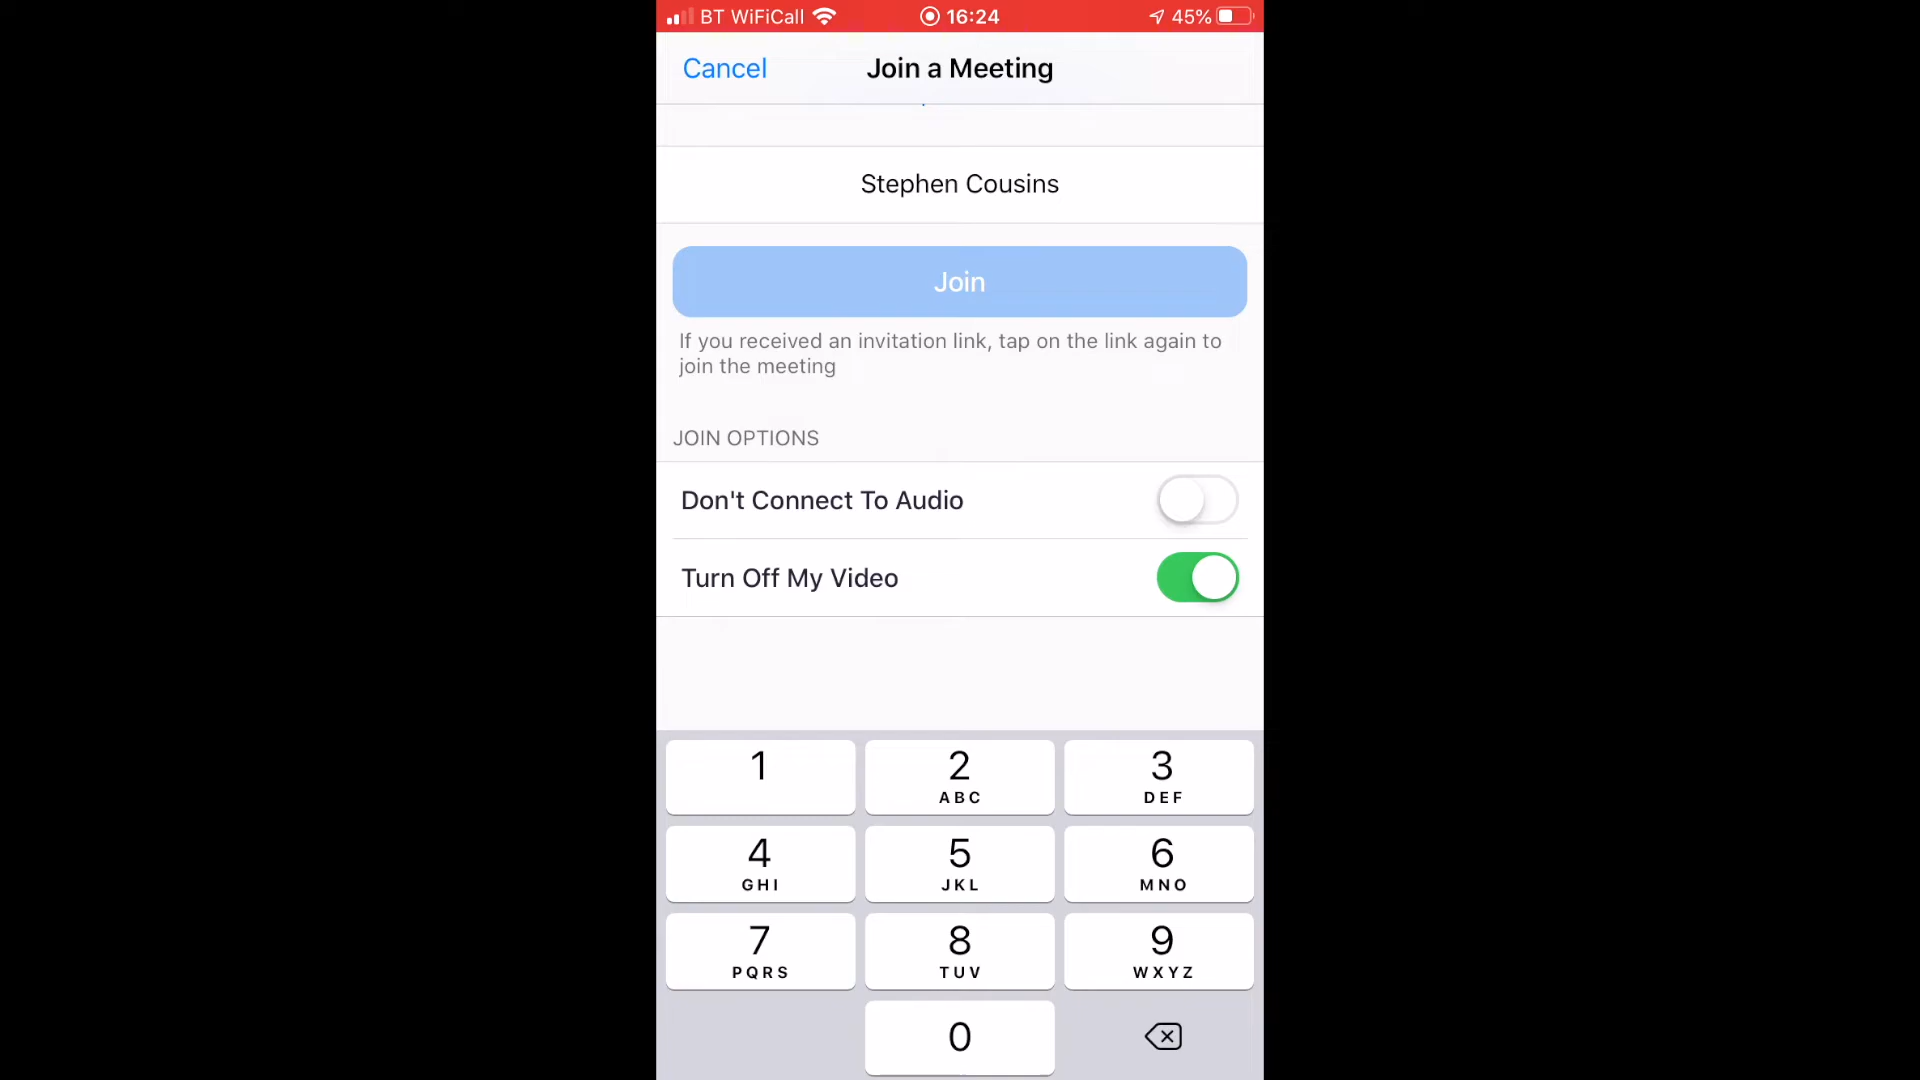 BT WiFiCall 16:24 45%
Cancel Join a Meeting
Stephen Cousins
Join
If you received an invitation link, tap on the link again to
join the meeting
JOIN OPTIONS
Don't Connect To Audio
Turn Off My Video
1 2 3
ABC DEF
4 5 6
GHI JKL MNO
7 8 9
PQRS TUV WXYZ
0